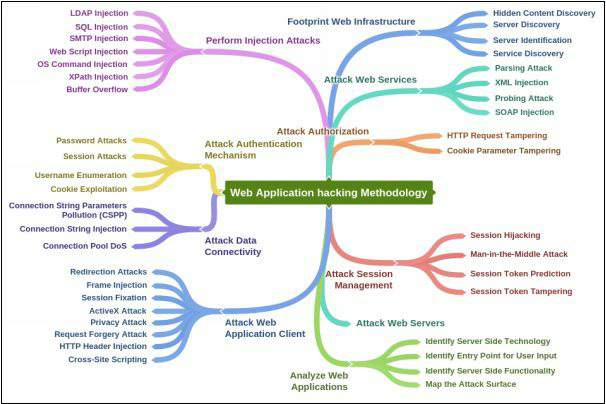 LDAP Injection
SQL Injection
SMTP Injection
Web Script Injection
OS Command Injection
XPath Injection
Buffer Overflow
Perform Injection Attacks
Footprint Web Infrastructure
Hidden Content Discovery
Server Discovery
Server Identification
Service Discovery
Attack Web Services
Parsing Attack
XML Injection
Probing Attack
SOAP Injection
Attack Authorization
HTTP Request Tampering
Cookie Parameter Tampering
Password Attacks
Session Attacks
Username Enumeration
Cookie Exploitation
Attack Authentication
Mechanism
Web Application hacking Methodology
Connection String Parameters
Pollution (CSPP)
Connection String Injection
Connection Pool DoS
Attack Data
Connectivity
Session Hijacking
Man-in-the-Middle Attack
Session Token Prediction
Session Token Tampering
Attack Session
Management
Redirection Attacks
Frame Injection
Session Fixation
ActiveX Attack
Privacy Attack
Request Forgery Attack
HTTP Header Injection
Cross-Site Scripting
Attack Web
Application Client
Attack Web Servers
Analyze Web
Applications
Identify Server Side Technology
Identify Entry Point for User Input
Identify Server Side Functionality
Map the Attack Surface